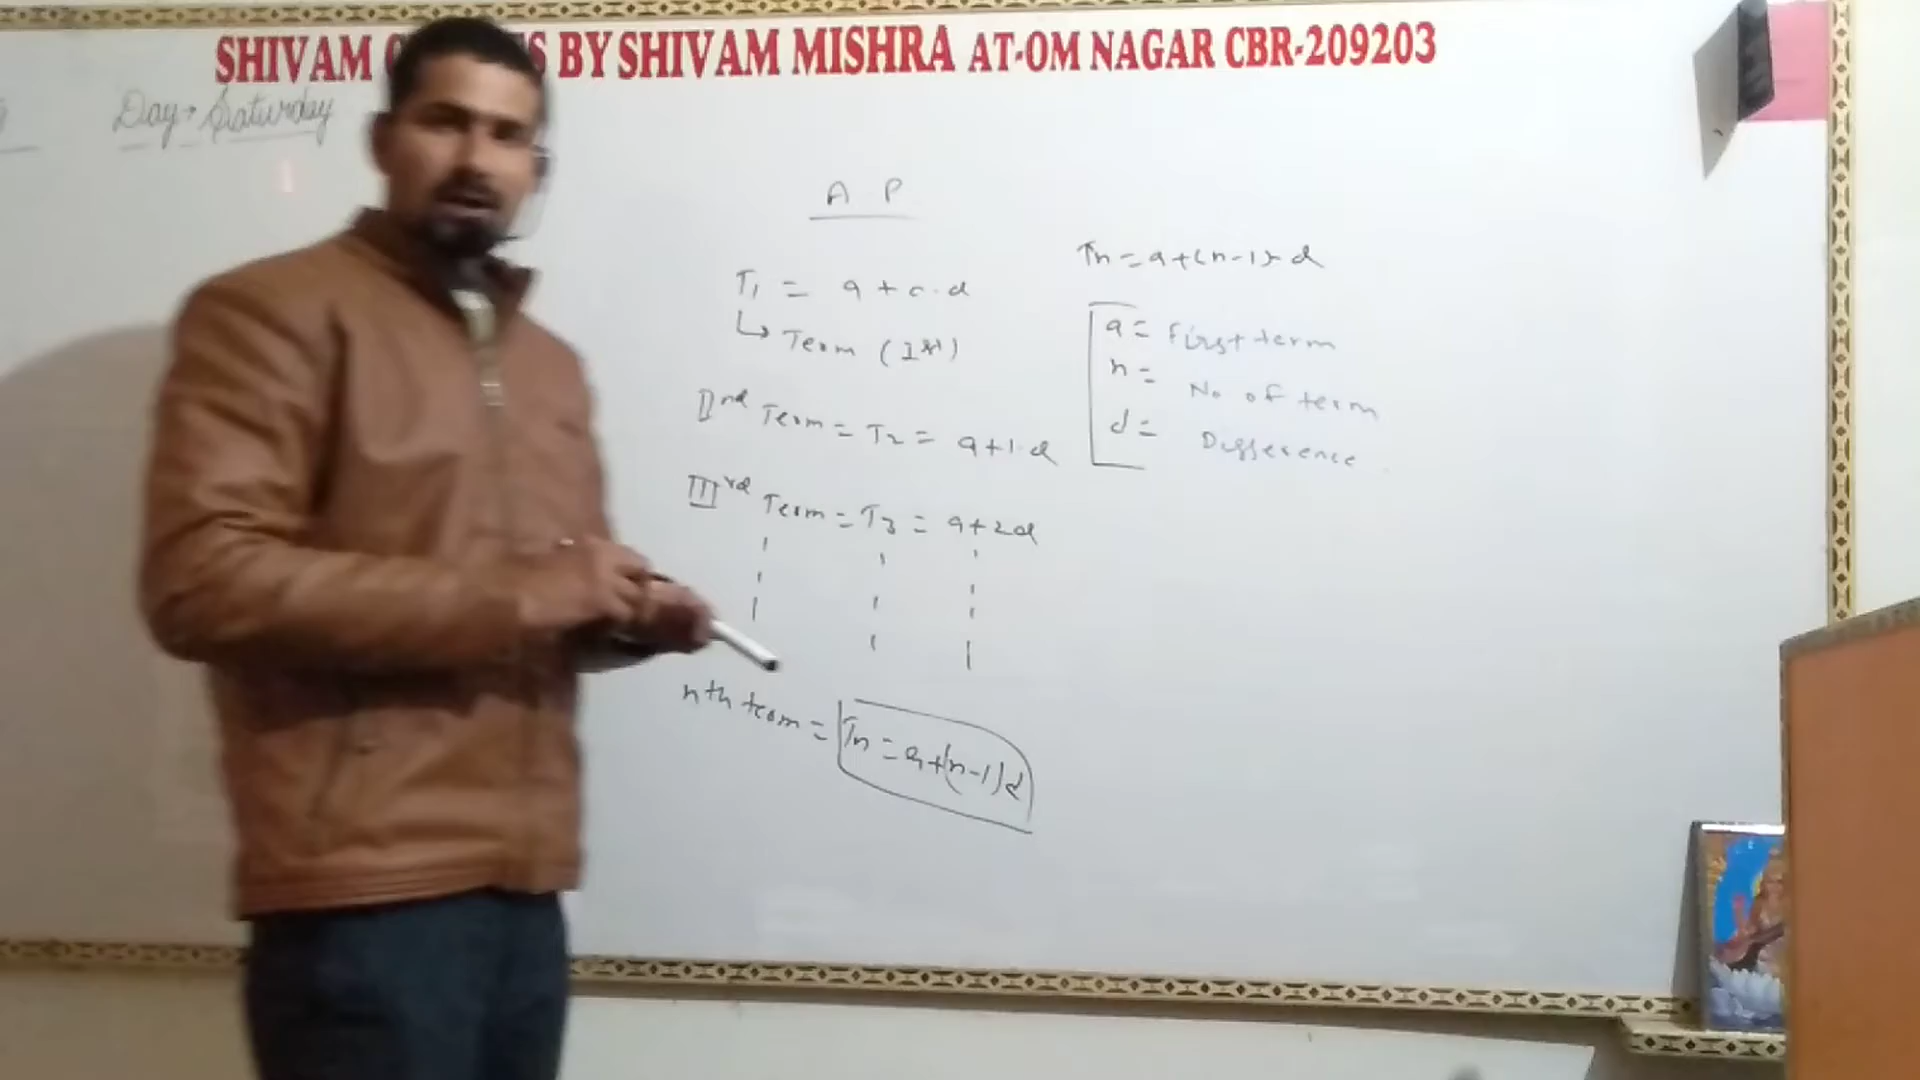 SHIVAM C S BY SHIVAM MISHRA AT-OM NAGAR CBR-209203
Day → Saturday
A P
T1 = a + 0.d
↳ Term (Ist)
IInd Term = T2 = a+1.d
IIIrd Term = T3 = a+2d
nth term = Tn = a+(n-1)d
Tn = a+(n-1)d
a = First term
n = No of term
d = Difference